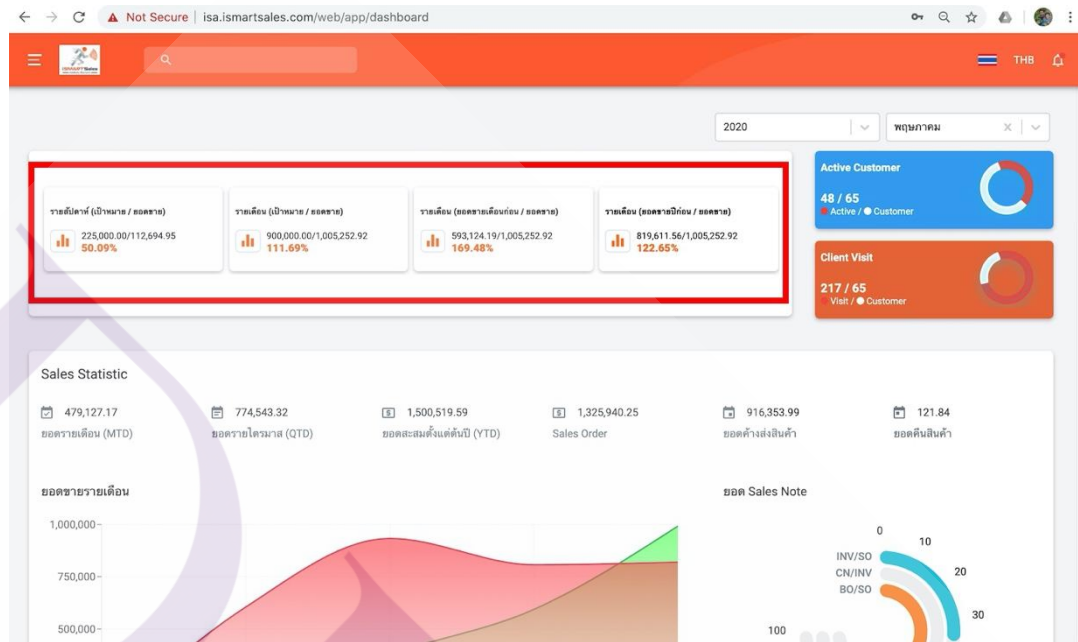 Not Secure | isa.ismartsales.com/web/app/dashboard
ISMARTSales
THB
2020
พฤษภาคม
รายสัปดาห์ (เป้าหมาย / ยอดขาย)
225,000.00/112,694.95
50.09%
รายเดือน (เป้าหมาย / ยอดขาย)
900,000.00/1,005,252.92
111.69%
รายเดือน (ยอดขายเดือนก่อน / ยอดขาย)
593,124.19/1,005,252.92
169.48%
รายเดือน (ยอดขายปีก่อน / ยอดขาย)
819,611.56/1,005,252.92
122.65%
Active Customer
48 / 65
Active / Customer
Client Visit
217 / 65
Visit / Customer
Sales Statistic
479,127.17
ยอดรายเดือน (MTD)
774,543.32
ยอดรายไตรมาส (QTD)
1,500,519.59
ยอดสะสมตั้งแต่ต้นปี (YTD)
1,325,940.25
Sales Order
916,353.99
ยอดค้างส่งสินค้า
121.84
ยอดคืนสินค้า
ยอดขายรายเดือน
1,000,000
750,000
500,000
ยอด Sales Note
0
10
20
30
100
INV/SO
CN/INV
BO/SO